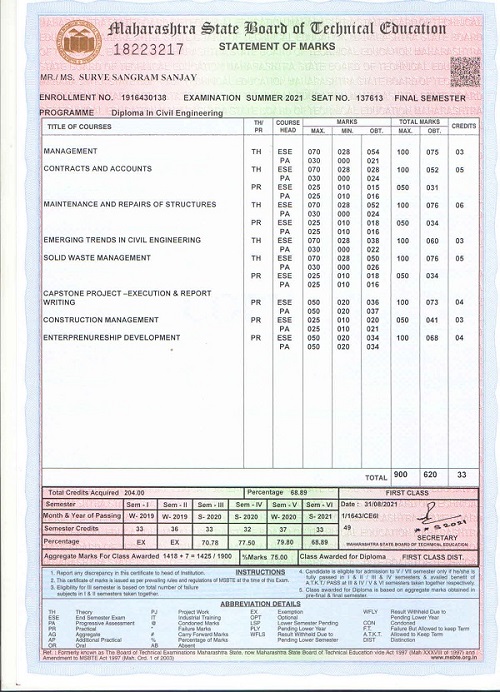 Maharashtra State Board of Technical Education
18223217
STATEMENT OF MARKS
MR./ MS. SURVE SANGRAM SANJAY
ENROLLMENT NO. 1916430138 EXAMINATION SUMMER 2021 SEAT NO. 137613 FINAL SEMESTER
PROGRAMME Diploma In Civil Engineering
TITLE OF COURSES TH/ PR COURSE HEAD MARKS MAX. MIN. OBT. TOTAL MARKS MAX. OBT. CREDITS
MANAGEMENT TH ESE 070 028 054 100 075 03
PA 030 000 021
CONTRACTS AND ACCOUNTS TH ESE 070 028 028 100 052 05
PA 030 000 024
PR ESE 025 010 015 050 031
PA 025 010 016
MAINTENANCE AND REPAIRS OF STRUCTURES TH ESE 070 028 052 100 076 06
PA 030 000 024
PR ESE 025 010 018 050 034
PA 025 010 016
EMERGING TRENDS IN CIVIL ENGINEERING TH ESE 070 028 038 100 060 03
PA 030 000 022
SOLID WASTE MANAGEMENT TH ESE 070 028 050 100 076 05
PA 030 000 026
PR ESE 025 010 018 050 034
PA 025 010 016
CAPSTONE PROJECT –EXECUTION & REPORT
WRITING PR ESE 050 020 036 100 073 04
PA 050 020 037
CONSTRUCTION MANAGEMENT PR ESE 025 010 020 050 041 03
PA 025 010 021
ENTERPRENURESHIP DEVELOPMENT PR ESE 050 020 034 100 068 04
PA 050 020 034
TOTAL 900 620 33
Total Credits Acquired 204.00 Percentage 68.89 FIRST CLASS
Semester Sem - I Sem - II Sem - III Sem - IV Sem - V Sem - VI Date : 31/08/2021
Month & Year of Passing W- 2019 W- 2019 S- 2020 S- 2020 W- 2020 S- 2021 1/1643/CE6I
Semester Credits 33 36 33 32 37 33 49
SECRETARY
Percentage EX EX 70.78 77.50 79.80 68.89 MAHARASHTRA STATE BOARD OF TECHNICAL EDUCATION
Aggregate Marks For Class Awarded 1418 + 7 = 1425 / 1900 %Marks 75.00 Class Awarded for Diploma FIRST CLASS DIST.
INSTRUCTIONS
1. Report any discrepancy in this certificate to head of Institution.
2. This certificate of marks is issued as per prevailing rules and regulations of MSBTE at the time of this Exam.
3. Eligibility for III semester is based on total number of failure
subjects in I & II semesters taken together.
4. Candidate is eligible for admission to V / VII semester only if he/she is
fully passed in I & II / III & IV semesters & availed benefit of
A.T.K.T./ PASS at III & IV / V & VI semesters taken together respectively.
5. Class awarded for Diploma is based on aggregate marks obtained in
pre-final & final semester.
ABBREVIATION DETAILS
TH Theory PJ Project Work EX Exemption WFLY Result Withheld Due to
ESE End Semester Exam IT Industrial Training OPT Optional Pending Lower Year
PA Progressive Assessment @ Condoned Marks LSP Lower Semester Pending CON Condoned
PR Practical * Failure Marks PLY Pending Lower Year F.T. Failure But Allowed to keep Term
AG Aggregate # Carry Forward Marks WFLS Result Withheld Due to A.T.K.T. Allowed to Keep Term
AP Additional Practical % Percentage of Marks Pending Lower Semester DIST Distinction
OR Oral AB Absent
Ref. : Formerly known as The Board of Technical Examinations Maharashtra State, now Maharashtra State Board of Technical Education vide Act 1997 (Mah XXXVIII of 1997) and
Amendment to MSBTE Act 1997 (Mah. Ord. 1 of 2003) www.msbte.org.in